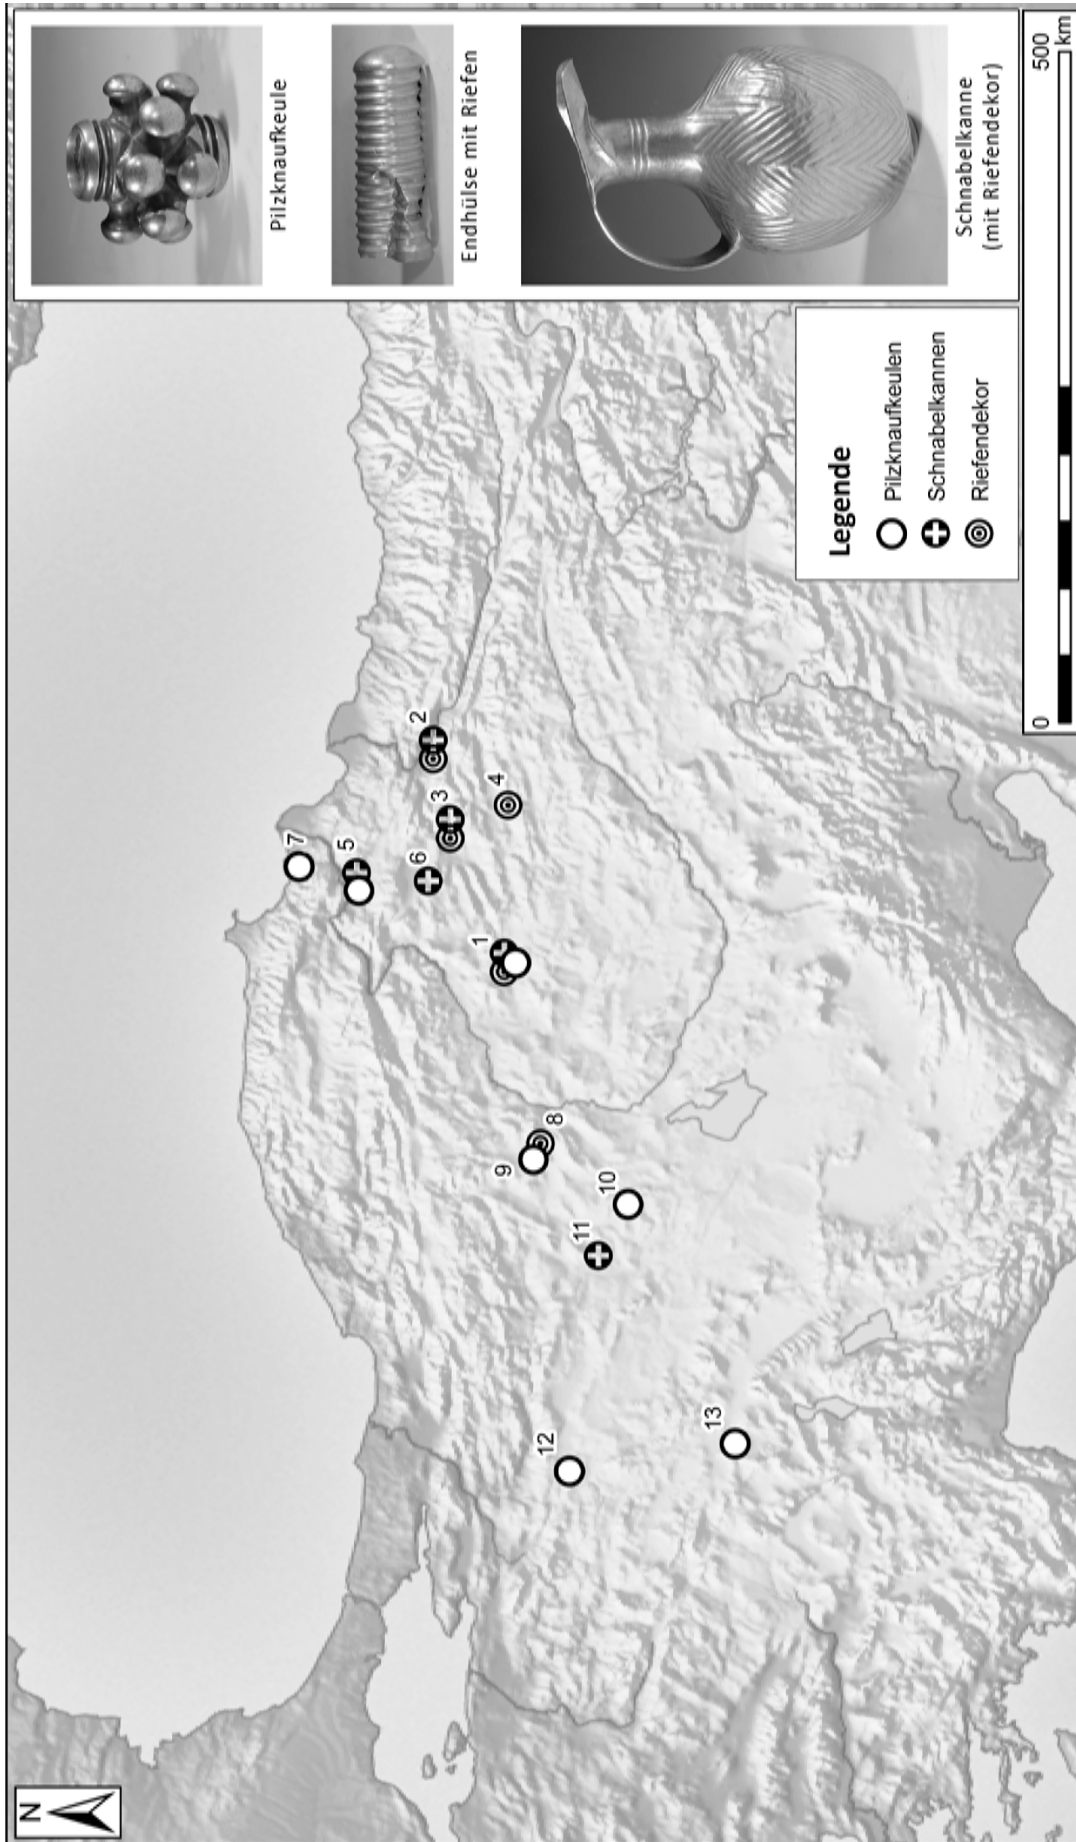 N
Pilzknaufkeule
Endhülse mit Riefen
Schnabelkanne
(mit Riefendekor)
7
5
2
3
6
4
1
9
8
10
11
12
13
Legende
Pilzknaufkeulen
Schnabelkannen
Riefendekor
0
500
km